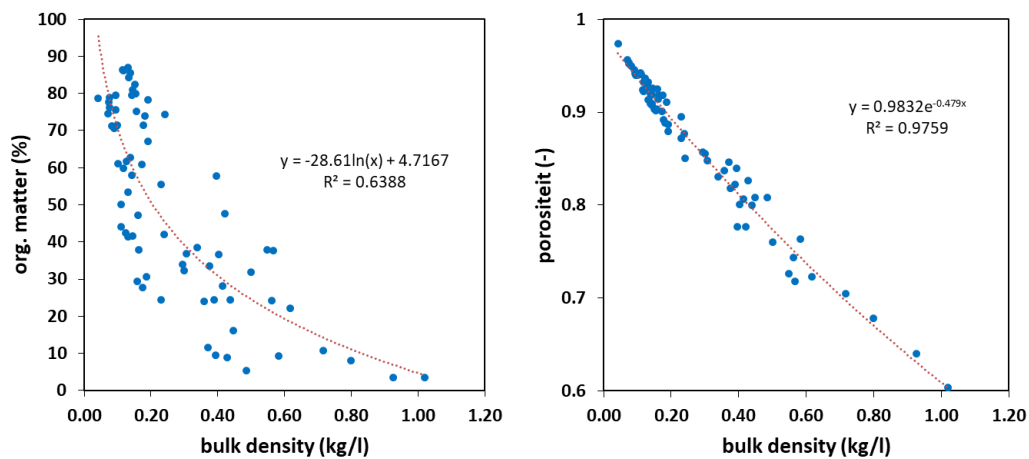 100
90
80
70
60
50
40
30
20
10
0
org. matter (%)
y = -28.61ln(x) + 4.7167
R² = 0.6388
0.00 0.20 0.40 0.60 0.80 1.00 1.20
bulk density (kg/l)
1
0.9
0.8
0.7
0.6
porositeit (-)
y = 0.9832e^-0.479x
R² = 0.9759
0.00 0.20 0.40 0.60 0.80 1.00 1.20
bulk density (kg/l)